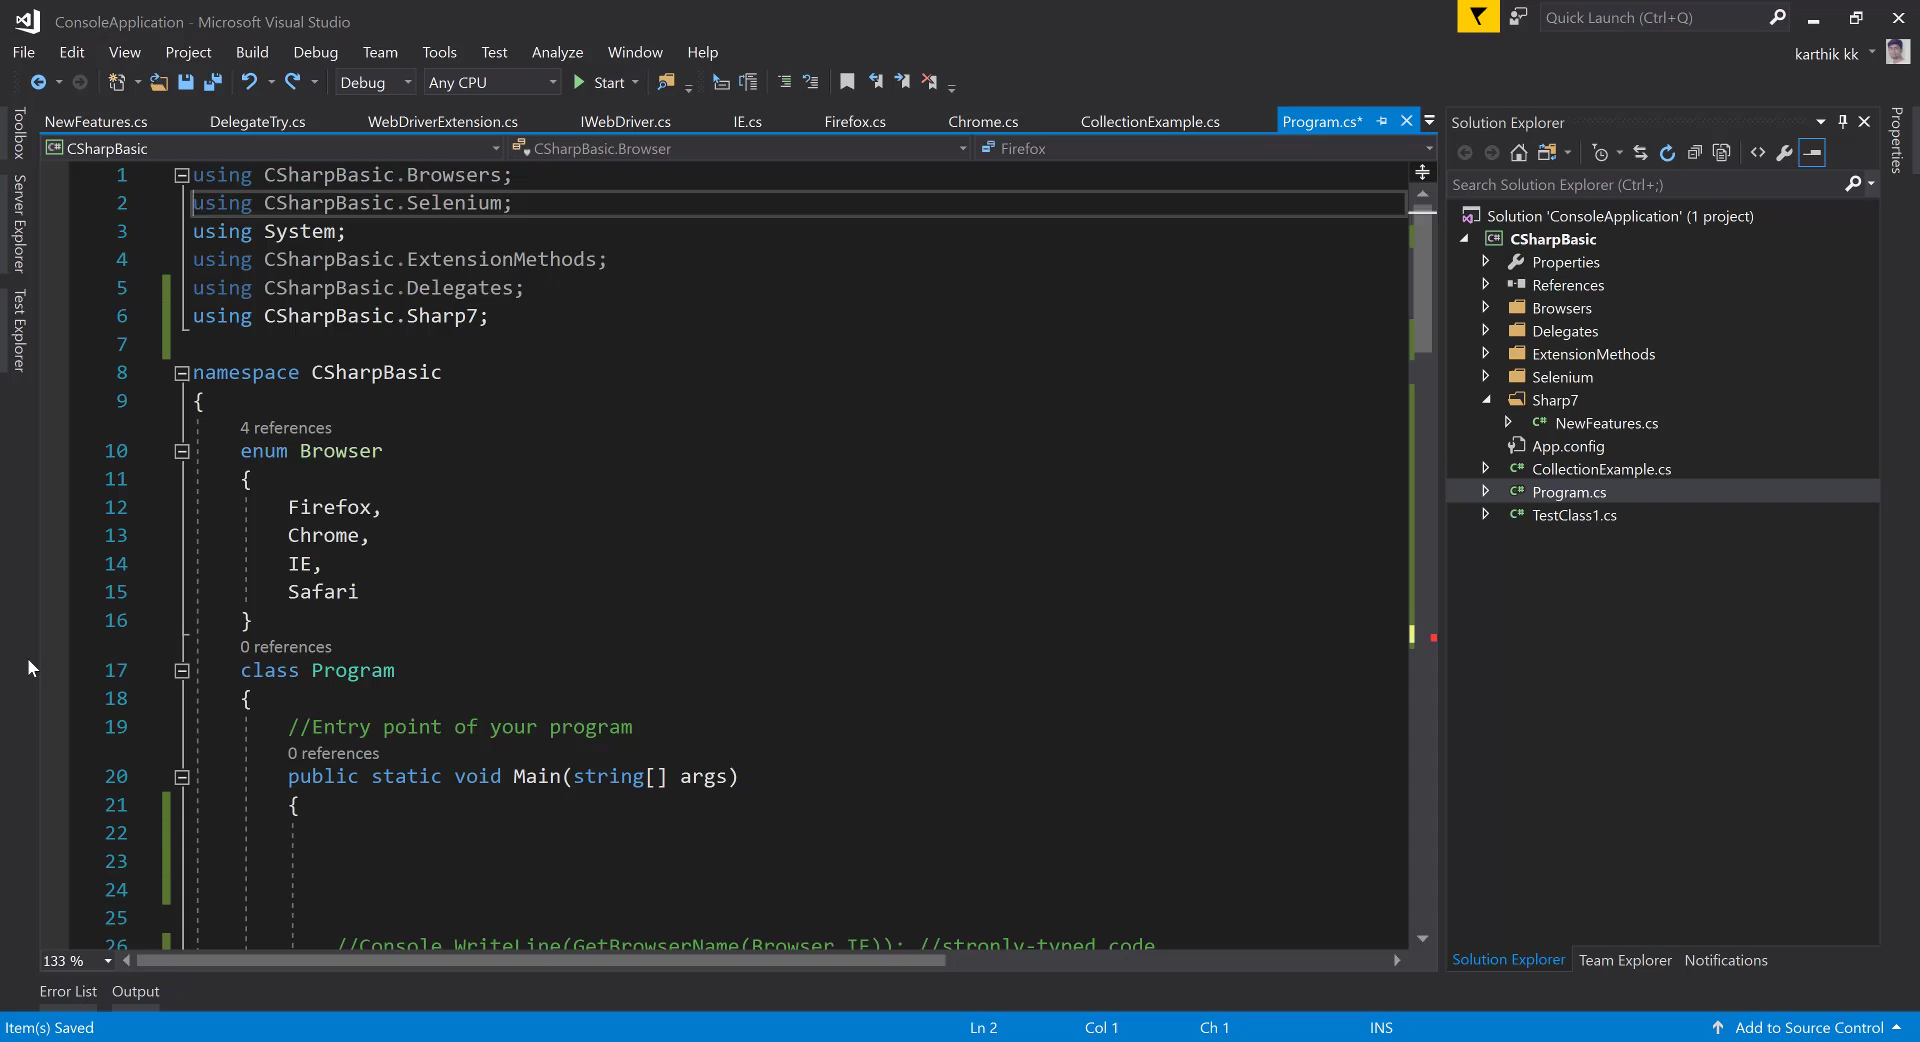 ConsoleApplication - Microsoft Visual Studio
Quick Launch (Ctrl+Q)
File Edit View Project Build Debug Team Tools Test Analyze Window Help
karthik kk
Debug Any CPU Start
Toolbox
Server Explorer
Test Explorer
NewFeatures.cs DelegateTry.cs WebDriverExtension.cs IWebDriver.cs IE.cs Firefox.cs Chrome.cs CollectionExample.cs Program.cs*
C# CSharpBasic CSharpBasic.Browser Firefox
1 using CSharpBasic.Browsers;
2 using CSharpBasic.Selenium;
3 using System;
4 using CSharpBasic.ExtensionMethods;
5 using CSharpBasic.Delegates;
6 using CSharpBasic.Sharp7;
7
8 namespace CSharpBasic
9 {
4 references
10 enum Browser
11 {
12 Firefox,
13 Chrome,
14 IE,
15 Safari
16 }
0 references
17 class Program
18 {
19 //Entry point of your program
0 references
20 public static void Main(string[] args)
21 {
22
23
24
25
26 //Console.WriteLine(GetBrowserName(Browser.IE)); //stronly-typed code
133 %
Error List Output
Solution Explorer
Search Solution Explorer (Ctrl+;)
Solution 'ConsoleApplication' (1 project)
C# CSharpBasic
Properties
References
Browsers
Delegates
ExtensionMethods
Selenium
Sharp7
C# NewFeatures.cs
App.config
C# CollectionExample.cs
C# Program.cs
C# TestClass1.cs
Solution Explorer Team Explorer Notifications
Properties
Item(s) Saved Ln 2 Col 1 Ch 1 INS Add to Source Control